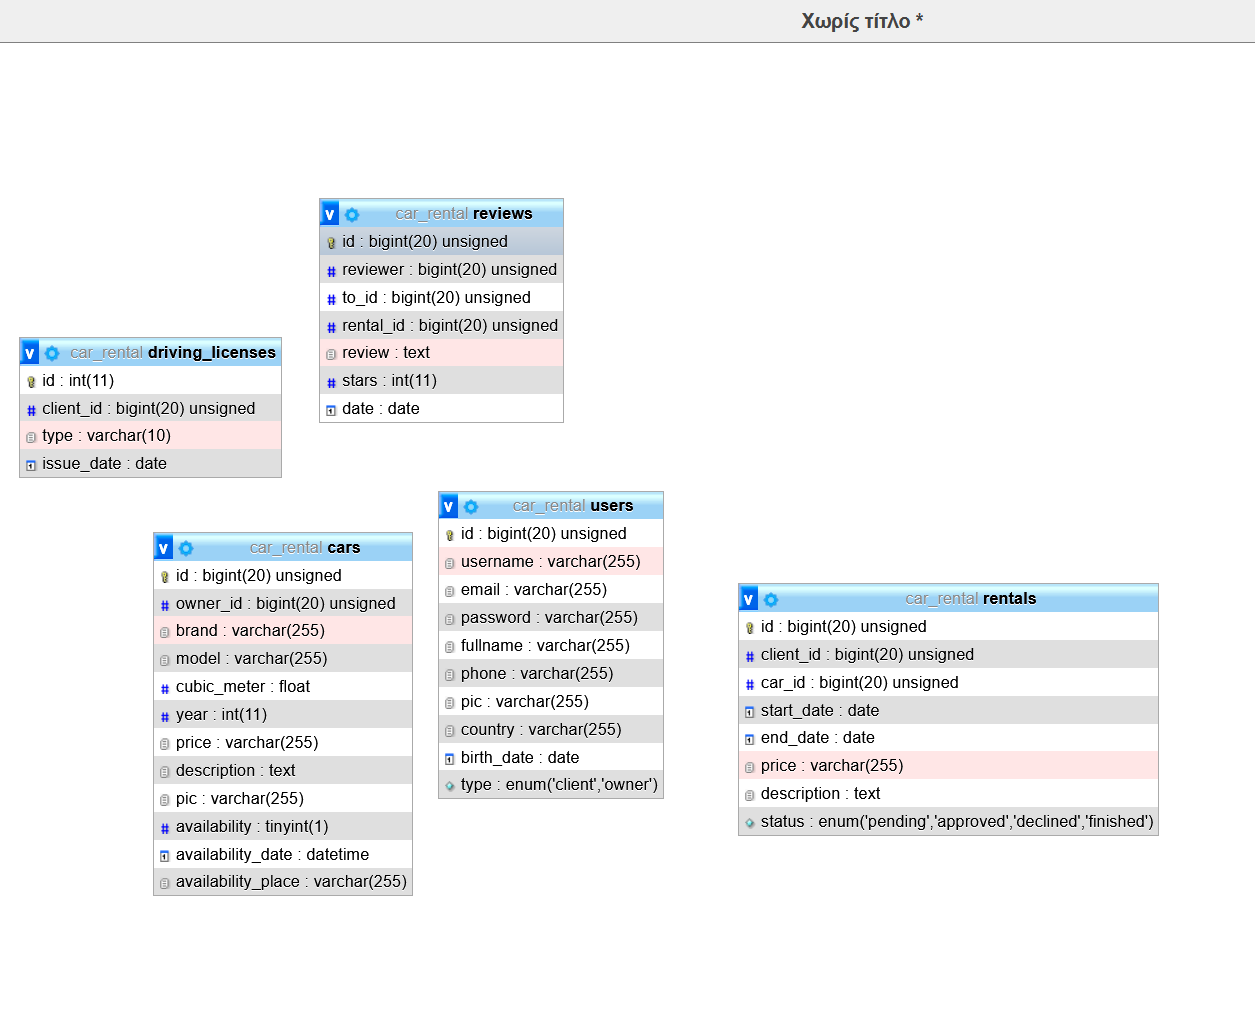 Χωρίς τίτλο *
v car_rental reviews
id : bigint(20) unsigned
# reviewer : bigint(20) unsigned
# to_id : bigint(20) unsigned
# rental_id : bigint(20) unsigned
review : text
# stars : int(11)
date : date
v car_rental driving_licenses
id : int(11)
# client_id : bigint(20) unsigned
type : varchar(10)
issue_date : date
v car_rental users
id : bigint(20) unsigned
username : varchar(255)
email : varchar(255)
password : varchar(255)
fullname : varchar(255)
phone : varchar(255)
pic : varchar(255)
country : varchar(255)
birth_date : date
type : enum('client','owner')
v car_rental cars
id : bigint(20) unsigned
# owner_id : bigint(20) unsigned
brand : varchar(255)
model : varchar(255)
# cubic_meter : float
# year : int(11)
price : varchar(255)
description : text
pic : varchar(255)
# availability : tinyint(1)
availability_date : datetime
availability_place : varchar(255)
v car_rental rentals
id : bigint(20) unsigned
# client_id : bigint(20) unsigned
# car_id : bigint(20) unsigned
start_date : date
end_date : date
price : varchar(255)
description : text
status : enum('pending','approved','declined','finished')